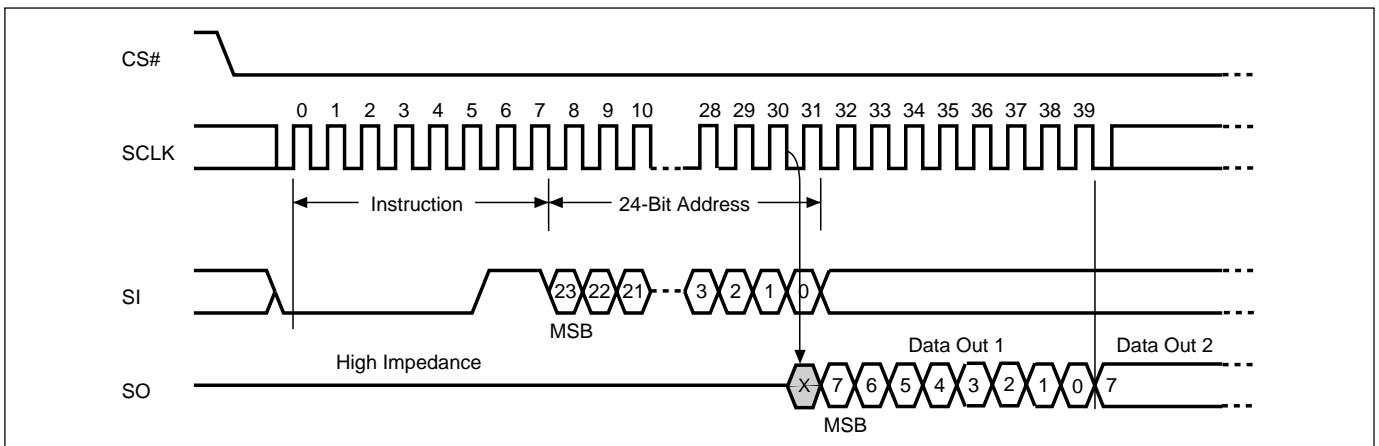 CS#
0 1 2 3 4 5 6 7 8 9 10 28 29 30 31 32 33 34 35 36 37 38 39
SCLK
Instruction 24-Bit Address
SI 23 22 21 3 2 1 0
MSB
High Impedance Data Out 1 Data Out 2
SO X 7 6 5 4 3 2 1 0 7
MSB